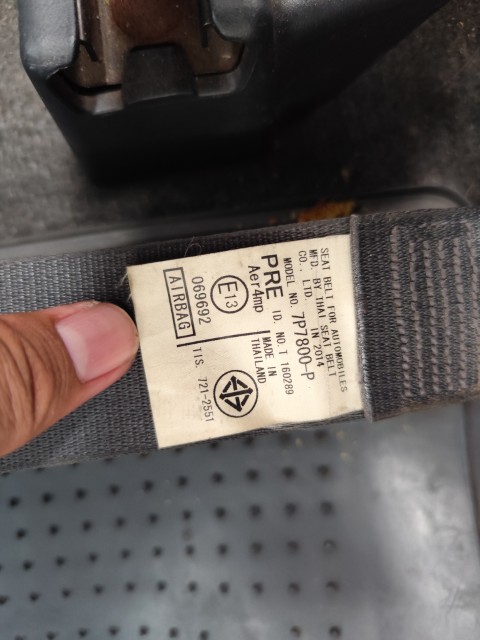 SEAT BELT FOR AUTOMOBILES
MFD. BY THAI SEAT BELT
CO., LTD. IN 2014
MODEL NO. 7P7800-P
PRE ID. NO.T 160289
Aer4mp
E13
MADE IN
THAILAND
069692
AIRBAG
TIS. 721-2551